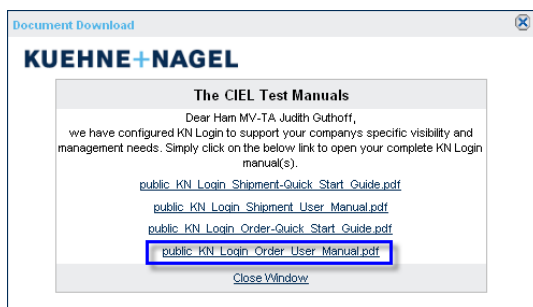 Document Download
KUEHNE+NAGEL
The CIEL Test Manuals
Dear Ham MV-TA Judith Guthoff,
we have configured KN Login to support your companys specific visibility and
management needs. Simply click on the below link to open your complete KN Login
manual(s).
public_KN_Login_Shipment-Quick_Start_Guide.pdf
public_KN_Login_Shipment_User_Manual.pdf
public_KN_Login_Order-Quick_Start_Guide.pdf
public_KN_Login_Order_User_Manual.pdf
Close Window